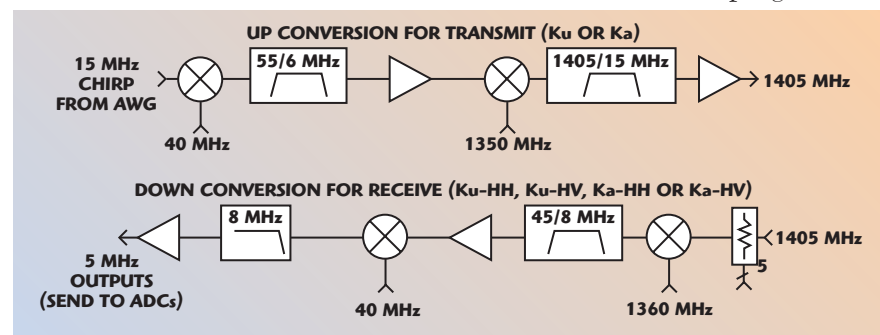 UP CONVERSION FOR TRANSMIT (Ku OR Ka)
15 MHz
CHIRP
FROM AWG
55/6 MHz
1405/15 MHz
1405 MHz
40 MHz
1350 MHz
DOWN CONVERSION FOR RECEIVE (Ku-HH, Ku-HV, Ka-HH OR Ka-HV)
8 MHz
45/8 MHz
1405 MHz
5 MHz
OUTPUTS
(SEND TO ADCs)
5
40 MHz
1360 MHz